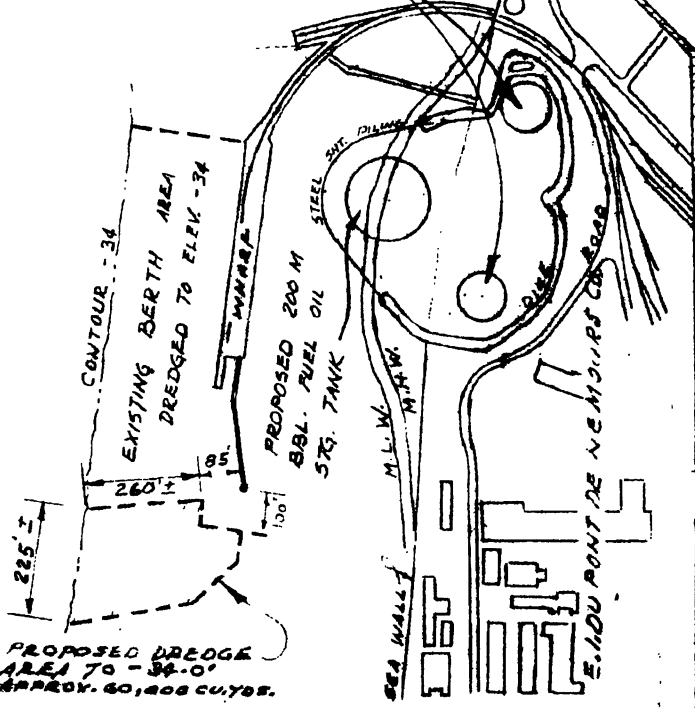 STEEL SHT. PILING
CONTOUR -34
EXISTING BERTH AREA
DREDGED TO ELEV. -34
WHARF
PROPOSED 200 M
BBL. FUEL OIL
STG. TANK
DIKE
M.L.W.
M.H.W.
E.I. DU PONT DE NEMOURS CO. ROAD
85'
260'±
100'
225'±
SEA WALL
PROPOSED DREDGE
AREA TO -34.0'
APPROX. 60,000 CU. YDS.